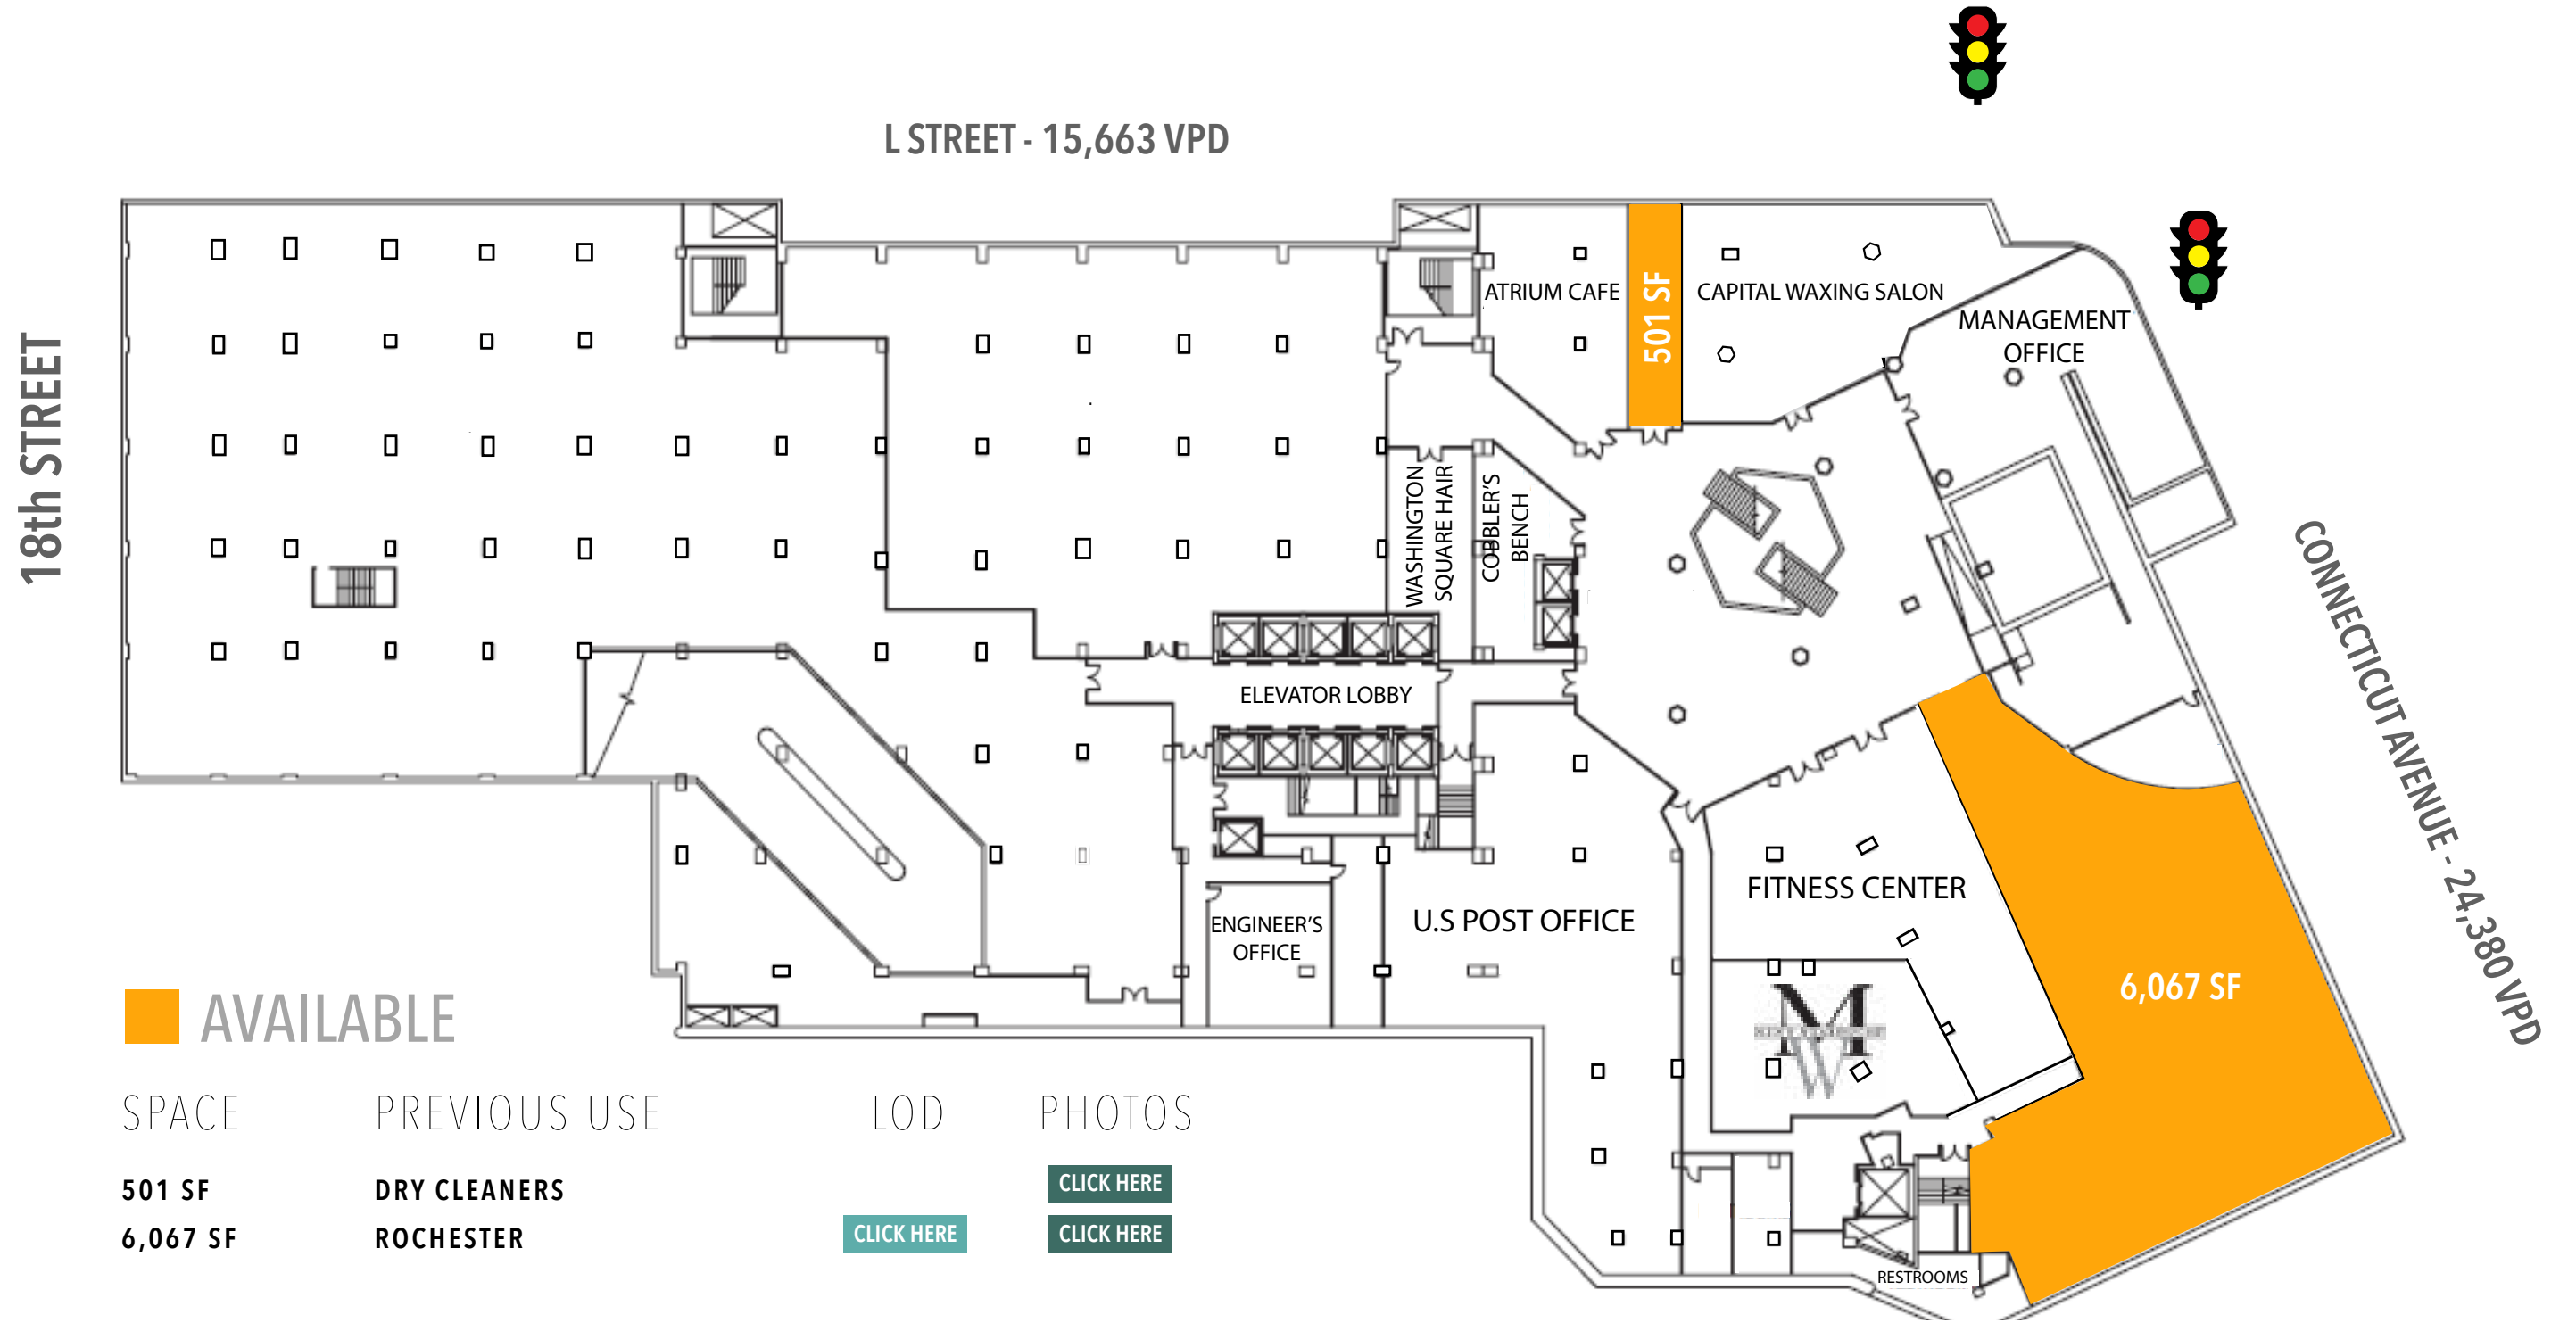 L STREET - 15,663 VPD
18th STREET
ATRIUM CAFE
501 SF
CAPITAL WAXING SALON
MANAGEMENT
OFFICE
WASHINGTON
SQUARE HAIR
COBBLER'S
BENCH
CONNECTICUT AVENUE - 24,380 VPD
ELEVATOR LOBBY
FITNESS CENTER
U.S POST OFFICE
ENGINEER'S
OFFICE
6,067 SF
M
W
RESTROOMS
AVAILABLE
SPACE PREVIOUS USE LOD PHOTOS
501 SF DRY CLEANERS CLICK HERE
6,067 SF ROCHESTER CLICK HERE CLICK HERE